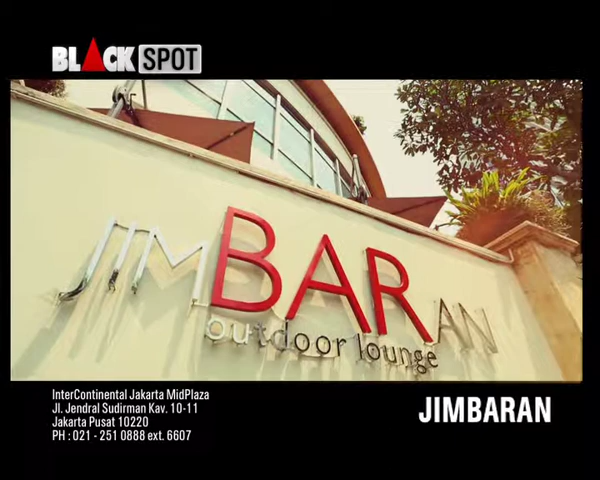 BLACK SPOT
JIMBARAN
outdoor lounge
InterContinental Jakarta MidPlaza
Jl. Jendral Sudirman Kav. 10-11
Jakarta Pusat 10220
PH : 021 - 251 0888 ext. 6607
JIMBARAN